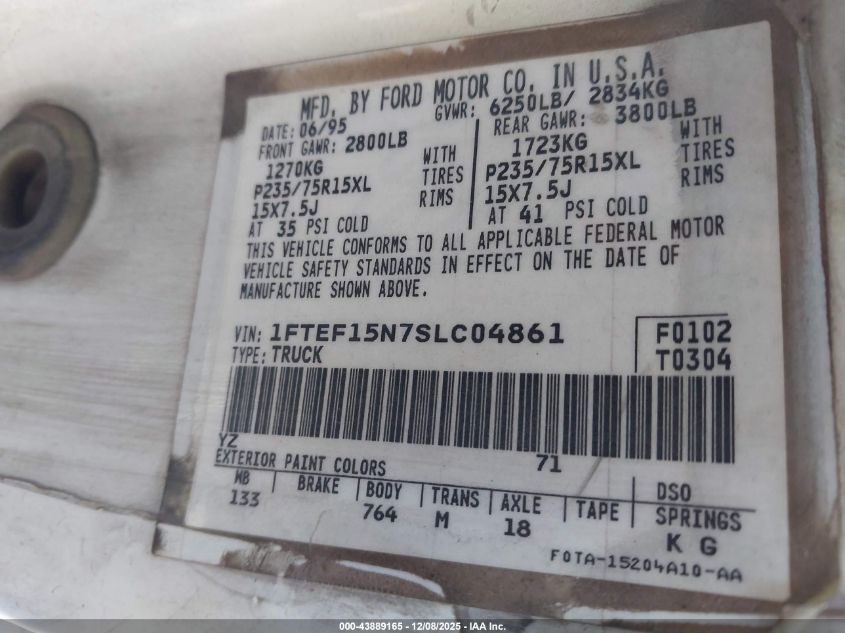 MFD. BY FORD MOTOR CO. IN U.S.A.
DATE: 06/95 GVWR: 6250LB/ 2834KG
FRONT GAWR: 2800LB REAR GAWR: 3800LB
1270KG WITH 1723KG WITH
P235/75R15XL TIRES P235/75R15XL TIRES
15X7.5J RIMS 15X7.5J RIMS
AT 35 PSI COLD AT 41 PSI COLD
THIS VEHICLE CONFORMS TO ALL APPLICABLE FEDERAL MOTOR
VEHICLE SAFETY STANDARDS IN EFFECT ON THE DATE OF
MANUFACTURE SHOWN ABOVE.
VIN: 1FTEF15N7SLC04861 F0102
TYPE: TRUCK T0304
YZ 71
EXTERIOR PAINT COLORS DSO
WB BRAKE BODY TRANS AXLE TAPE SPRINGS
133 764 M 18 K G
F0TA-15204A10-AA
000-43889165 - 12/08/2025 - IAA Inc.